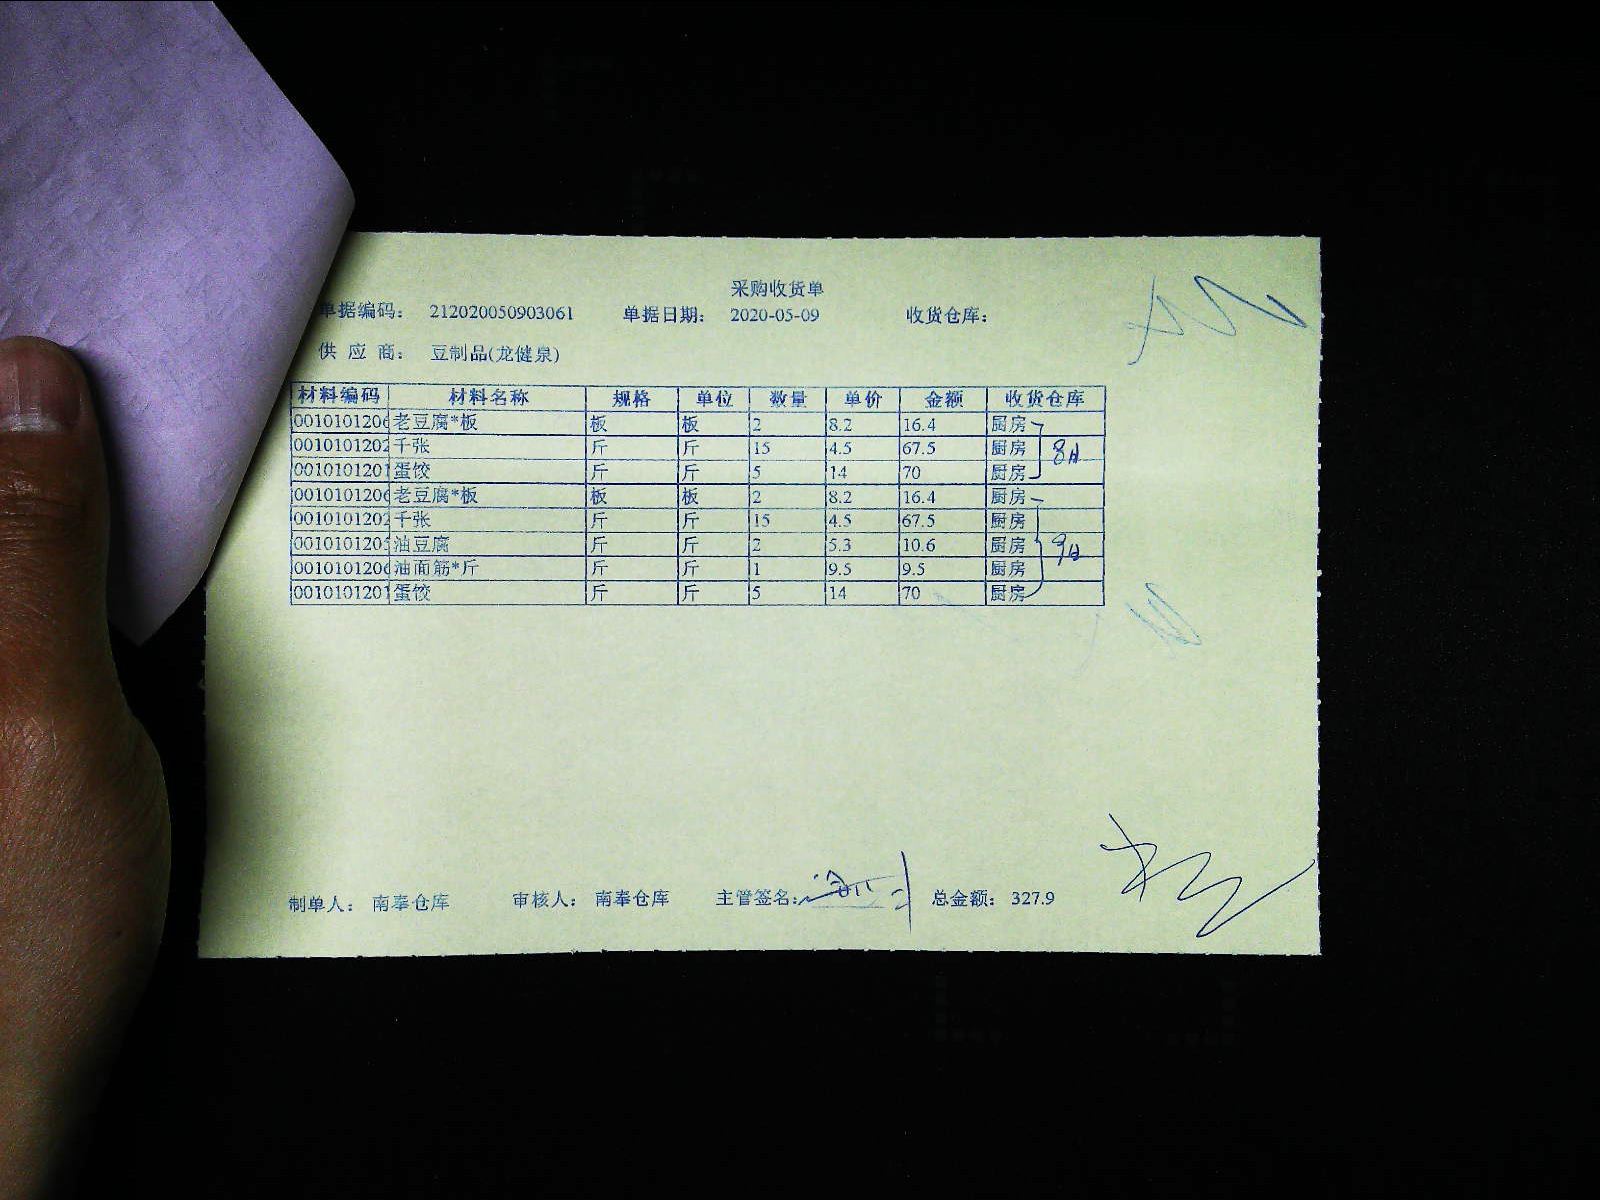 采购收货单
单据编码： 212020050903061 单据日期： 2020-05-09 收货仓库：
供 应 商： 豆制品(龙健泉)
材料编码 材料名称 规格 单位 数量 单价 金额 收货仓库
0010101206 老豆腐*板 板 板 2 8.2 16.4 厨房
0010101202 千张 斤 斤 15 4.5 67.5 厨房 8日
0010101201 蛋饺 斤 斤 5 14 70 厨房
0010101206 老豆腐*板 板 板 2 8.2 16.4 厨房
0010101202 千张 斤 斤 15 4.5 67.5 厨房
0010101205 油豆腐 斤 斤 2 5.3 10.6 厨房 9日
0010101206 油面筋*斤 斤 斤 1 9.5 9.5 厨房
0010101201 蛋饺 斤 斤 5 14 70 厨房
制单人： 南奉仓库 审核人： 南奉仓库 主管签名： 总金额： 327.9